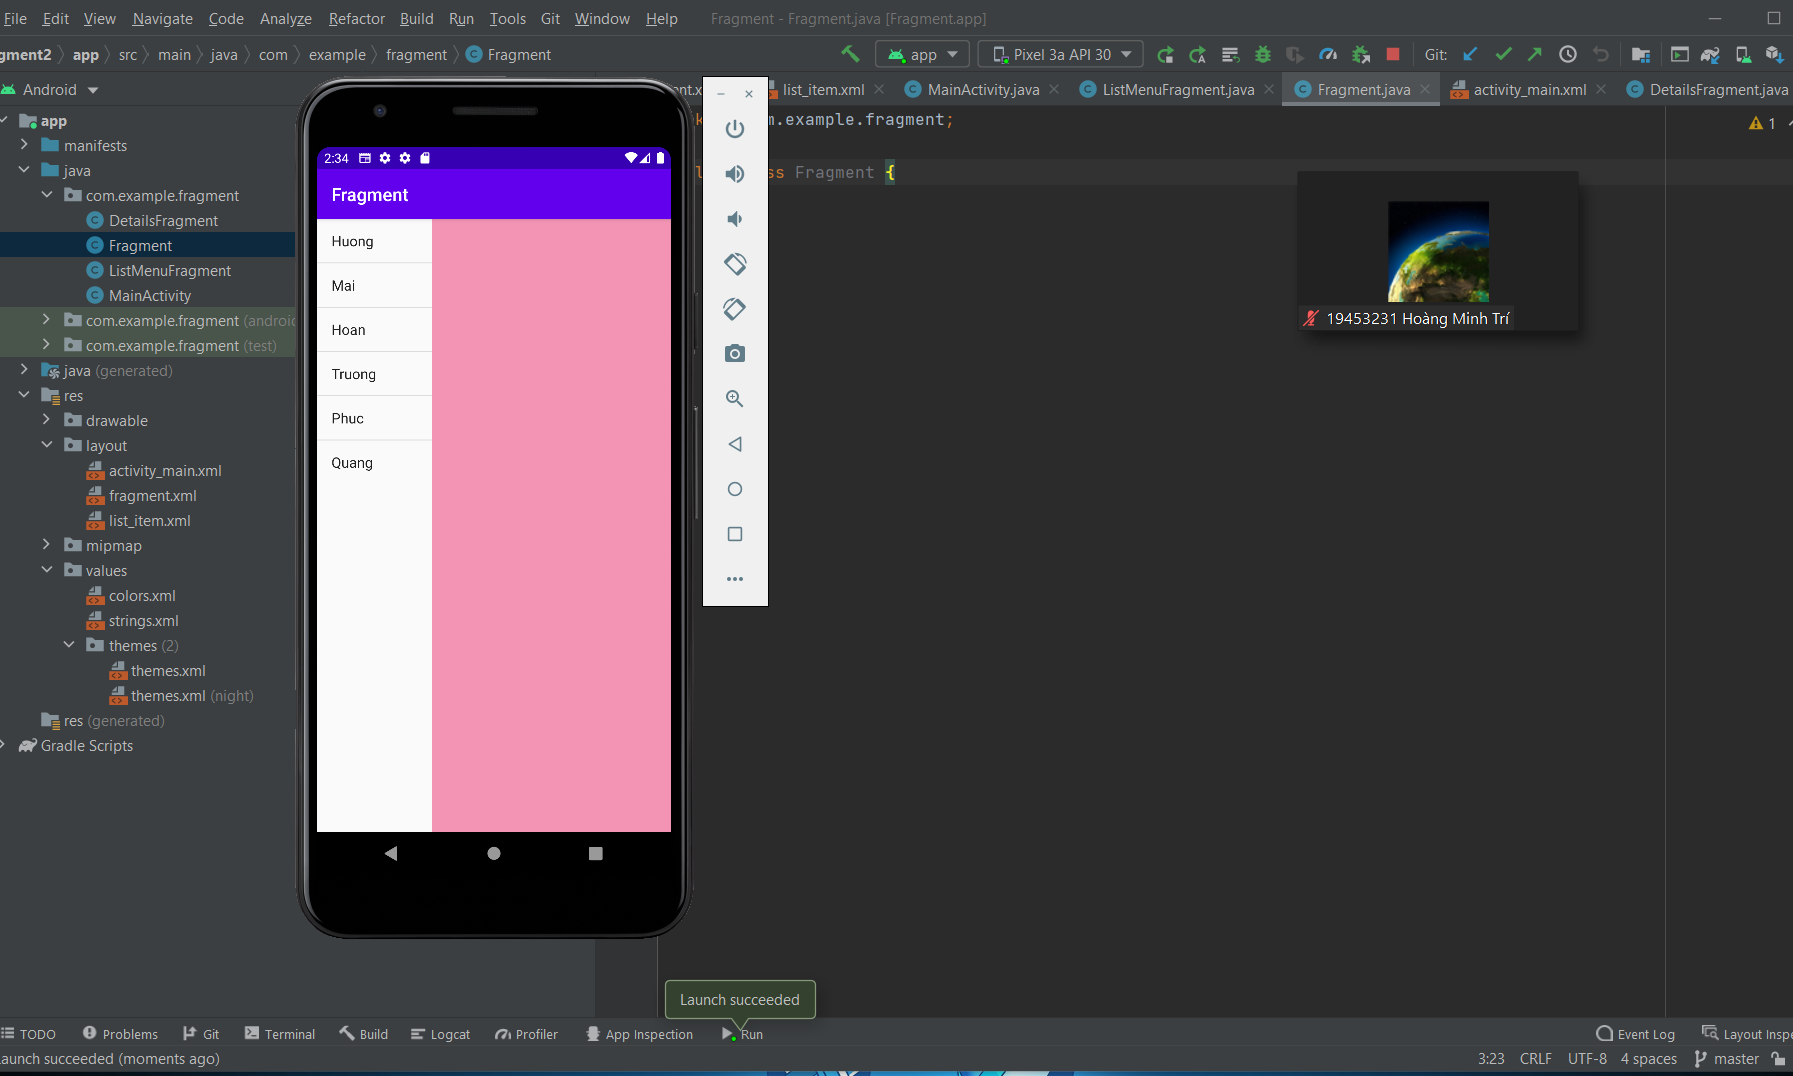 File Edit View Navigate Code Analyze Refactor Build Run Tools Git Window Help Fragment - Fragment.java [Fragment.app]
gment2 app src main java com example fragment Fragment app Pixel 3a API 30 Git:
Android nt.x list_item.xml MainActivity.java ListMenuFragment.java Fragment.java activity_main.xml DetailsFragment.java
app
manifests
java
com.example.fragment
DetailsFragment
Fragment
ListMenuFragment
MainActivity
com.example.fragment (androic
com.example.fragment (test)
java (generated)
res
drawable
layout
activity_main.xml
fragment.xml
list_item.xml
mipmap
values
colors.xml
strings.xml
themes (2)
themes.xml
themes.xml (night)
res (generated)
Gradle Scripts
2:34
Fragment
Huong
Mai
Hoan
Truong
Phuc
Quang
m.example.fragment;
ss Fragment {
1
19453231 Hoàng Minh Trí
Launch succeeded
TODO Problems Git Terminal Build Logcat Profiler App Inspection Run Event Log Layout Inspe
aunch succeeded (moments ago) 3:23 CRLF UTF-8 4 spaces master